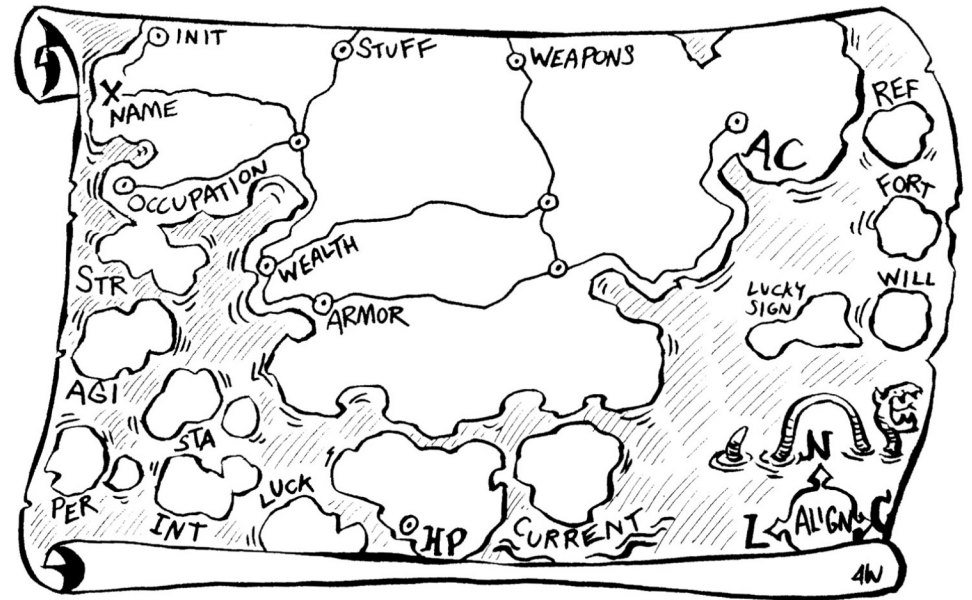 INIT
STUFF
WEAPONS
NAME
REF
AC
OCCUPATION
FORT
WEALTH
STR
WILL
LUCKY
SIGN
ARMOR
AGI
STA
N
PER
INT
LUCK
HP
CURRENT
L
ALIGN
C